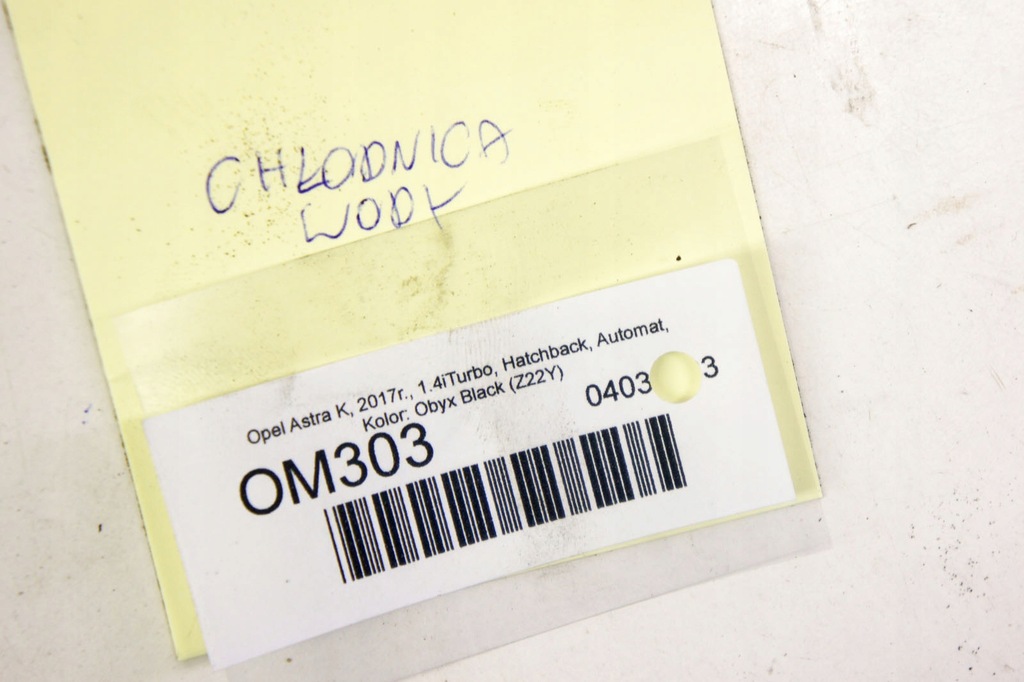 CHŁODNICA
WODY
Opel Astra K, 2017r., 1.4iTurbo, Hatchback, Automat,
Kolor: Obyx Black (Z22Y)
OM303
0403 3